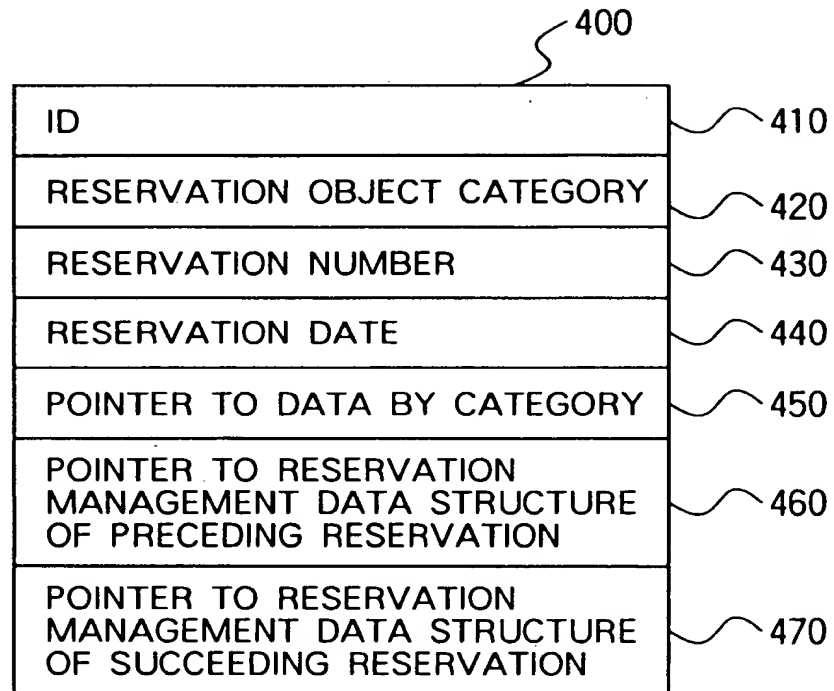 400
ID 410
RESERVATION OBJECT CATEGORY 420
RESERVATION NUMBER 430
RESERVATION DATE 440
POINTER TO DATA BY CATEGORY 450
POINTER TO RESERVATION
MANAGEMENT DATA STRUCTURE 460
OF PRECEDING RESERVATION
POINTER TO RESERVATION
MANAGEMENT DATA STRUCTURE 470
OF SUCCEEDING RESERVATION